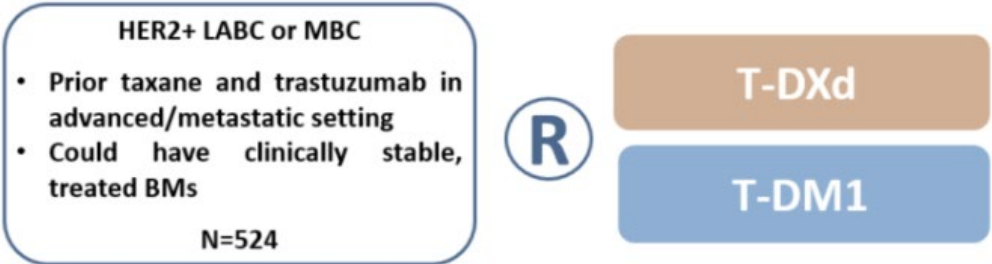 HER2+ LABC or MBC
• Prior taxane and trastuzumab in
advanced/metastatic setting
• Could have clinically stable,
treated BMs
N=524
R
T-DXd
T-DM1